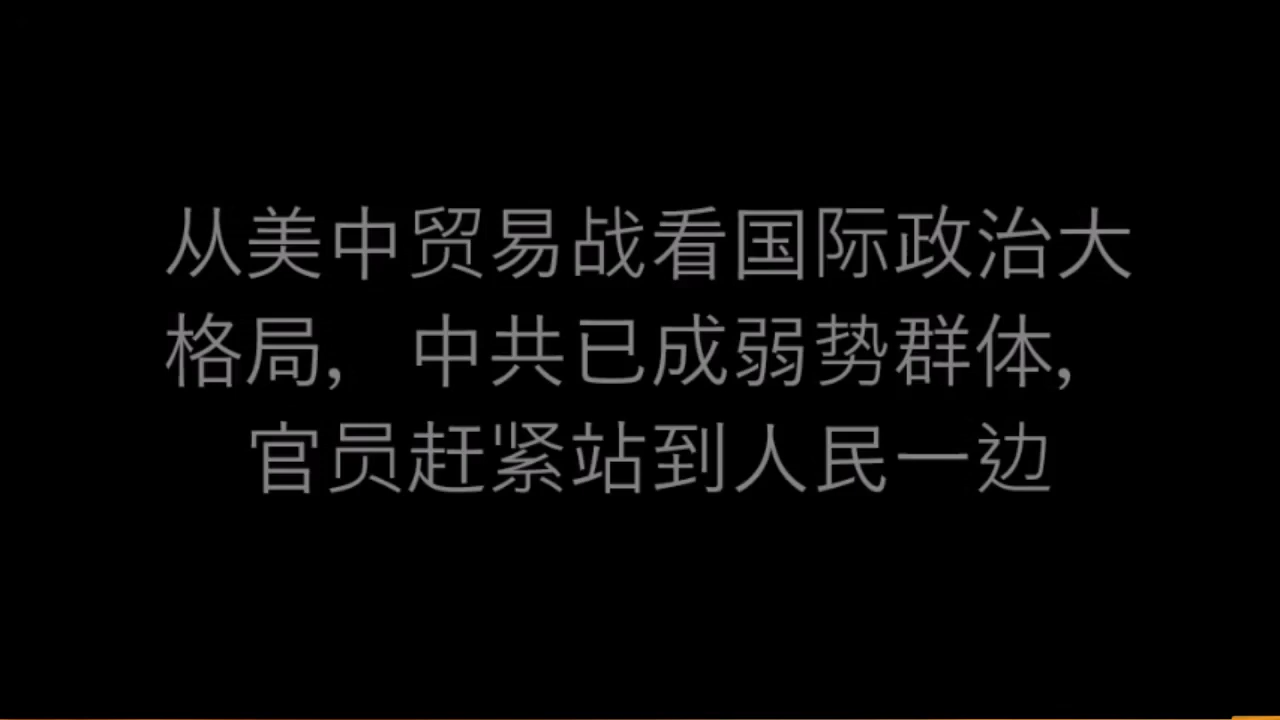 从美中贸易战看国际政治大
格局，中共已成弱势群体，
官员赶紧站到人民一边